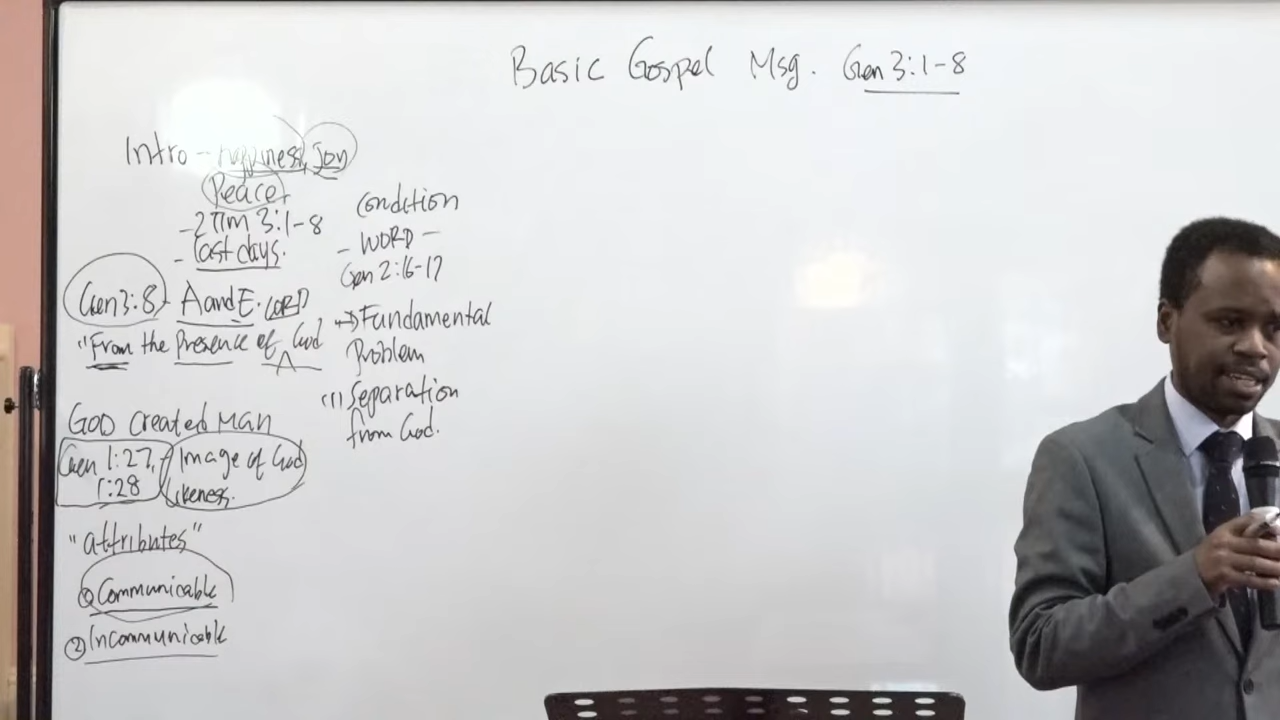 Basic Gospel Msg. Gen 3:1-8
Intro - Happiness, Joy
Peace
- 2 Tim 3:1-8
- last days.
Gen 3:8 - A and E. LORD
"From the Presence of God
GOD created MAN
Gen 1:27, - Image of God
1:28 likeness.
"attributes"
① Communicable
② Incommunicable
condition
- WORD -
Gen 2:16-17
→ Fundamental
Problem
(1) Separation
from God.